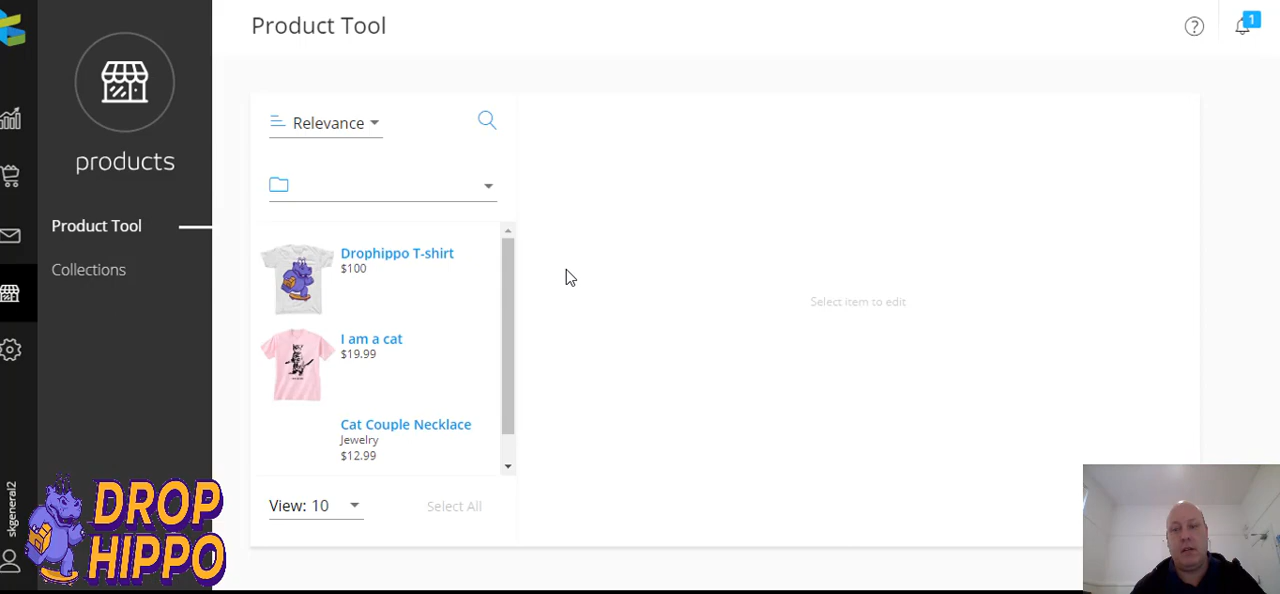 Product Tool
1
products
Product Tool
Collections
Relevance
Drophippo T-shirt
$100
I am a cat
$19.99
Cat Couple Necklace
Jewelry
$12.99
View: 10
Select All
Select item to edit
skgeneral2
DROP
HIPPO